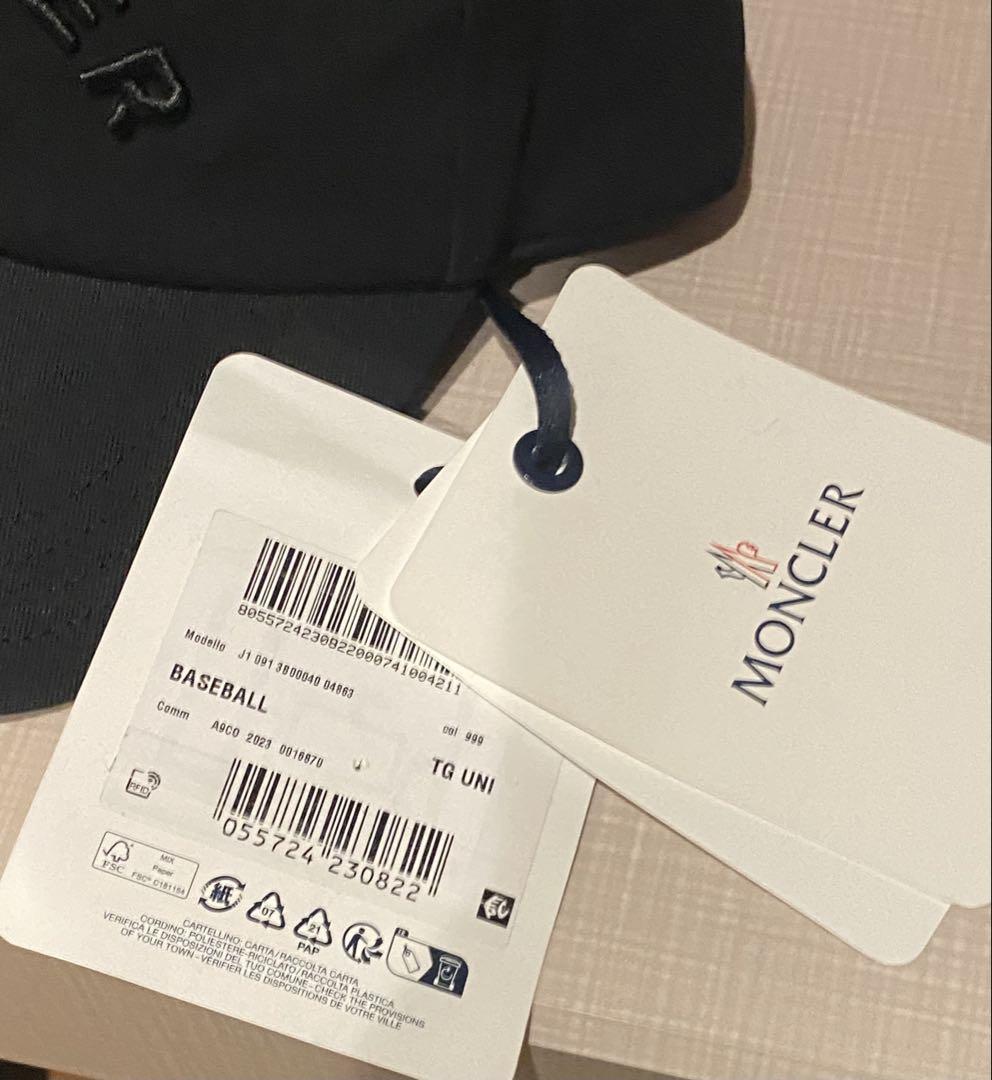 ER
MONCLER
8055724230822000741004211
Modello J1 091 3B00040 04863
BASEBALL
col 999
Comm A9CO 2023 0016870
TG UNI
RFID
055724 230822
FSC
MIX
Paper
FSC® C181154
紙
07
21
PAP
CARTELLINO: CARTA/RACCOLTA CARTA
CORDINO: POLIESTERE-RICICLATO/RACCOLTA PLASTICA
VERIFICA LE DISPOSIZIONI DEL TUO COMUNE-CHECK THE PROVISIONS
OF YOUR TOWN-VERIFIER LES DISPOSITIONS DE VOTRE VILLE